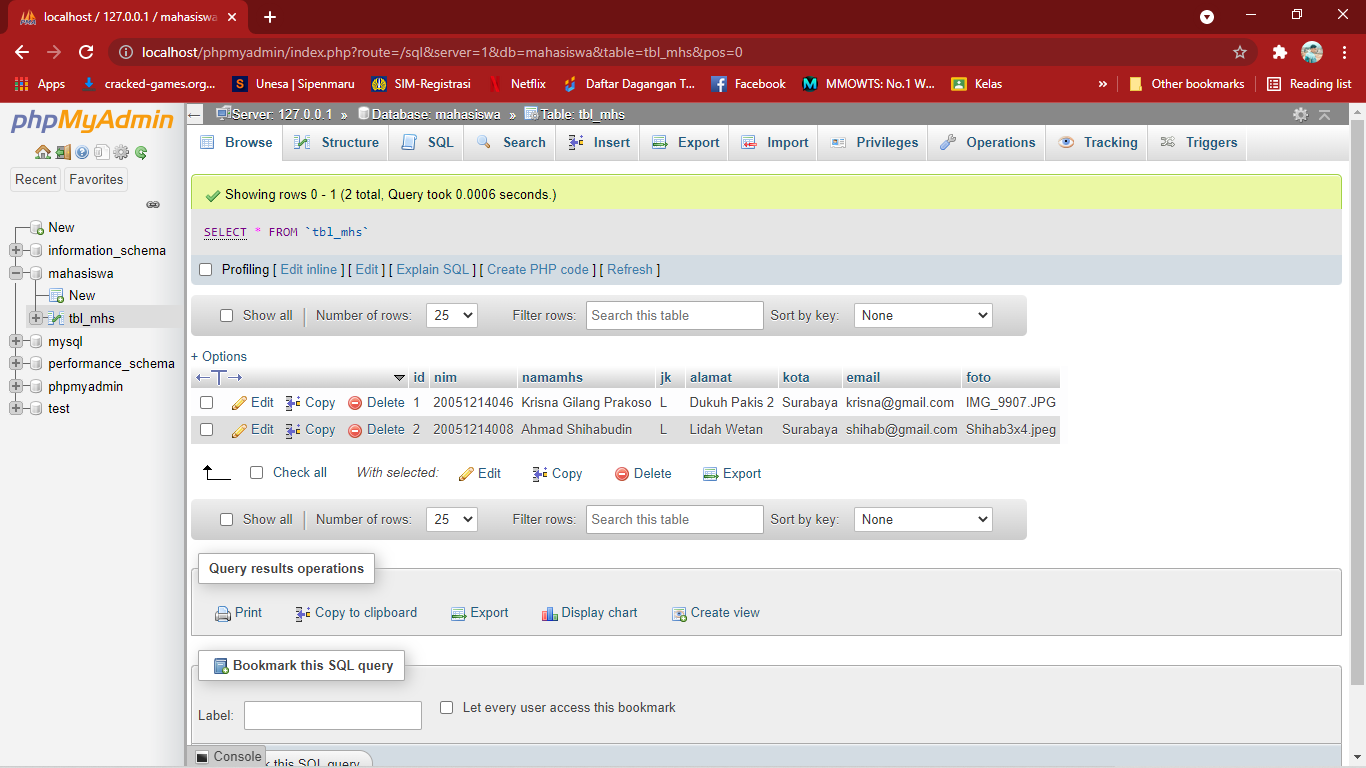 localhost / 127.0.0.1 / mahasiswa
localhost/phpmyadmin/index.php?route=/sql&server=1&db=mahasiswa&table=tbl_mhs&pos=0
Apps cracked-games.org... Unesa | Sipenmaru SIM-Registrasi Netflix Daftar Dagangan T... Facebook MMOWTS: No.1 W... Kelas » Other bookmarks Reading list
phpMyAdmin
Recent Favorites
New
information_schema
mahasiswa
New
tbl_mhs
mysql
performance_schema
phpmyadmin
test
Server: 127.0.0.1 » Database: mahasiswa » Table: tbl_mhs
Browse Structure SQL Search Insert Export Import Privileges Operations Tracking Triggers
Showing rows 0 - 1 (2 total, Query took 0.0006 seconds.)
SELECT * FROM `tbl_mhs`
Profiling [ Edit inline ] [ Edit ] [ Explain SQL ] [ Create PHP code ] [ Refresh ]
Show all | Number of rows: 25 Filter rows: Search this table Sort by key: None
+ Options
←T→ id nim namamhs jk alamat kota email foto
Edit Copy Delete 1 20051214046 Krisna Gilang Prakoso L Dukuh Pakis 2 Surabaya krisna@gmail.com IMG_9907.JPG
Edit Copy Delete 2 20051214008 Ahmad Shihabudin L Lidah Wetan Surabaya shihab@gmail.com Shihab3x4.jpeg
Check all With selected: Edit Copy Delete Export
Show all | Number of rows: 25 Filter rows: Search this table Sort by key: None
Query results operations
Print Copy to clipboard Export Display chart Create view
Bookmark this SQL query
Label: Let every user access this bookmark
Console
k this SQL query